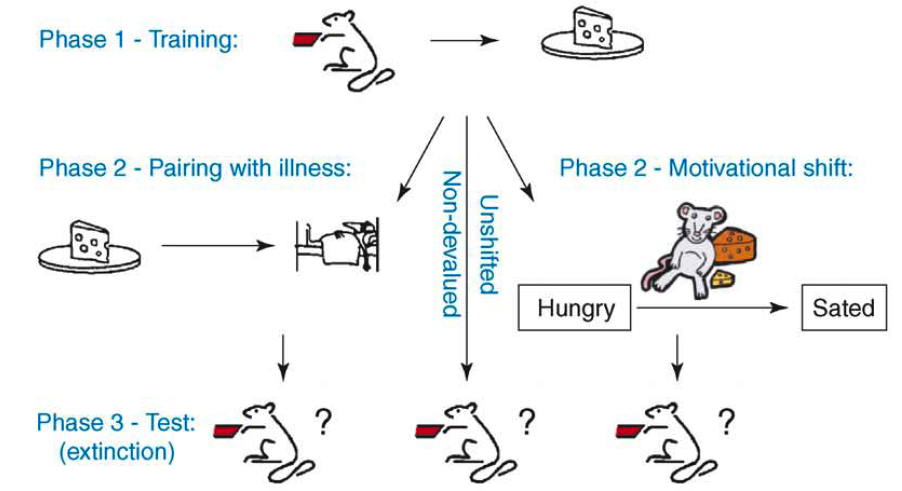 Phase 1 - Training:
Phase 2 - Pairing with illness:
Non-devalued
Unshifted
Phase 2 - Motivational shift:
Hungry
Sated
Phase 3 - Test:
(extinction)
?
?
?